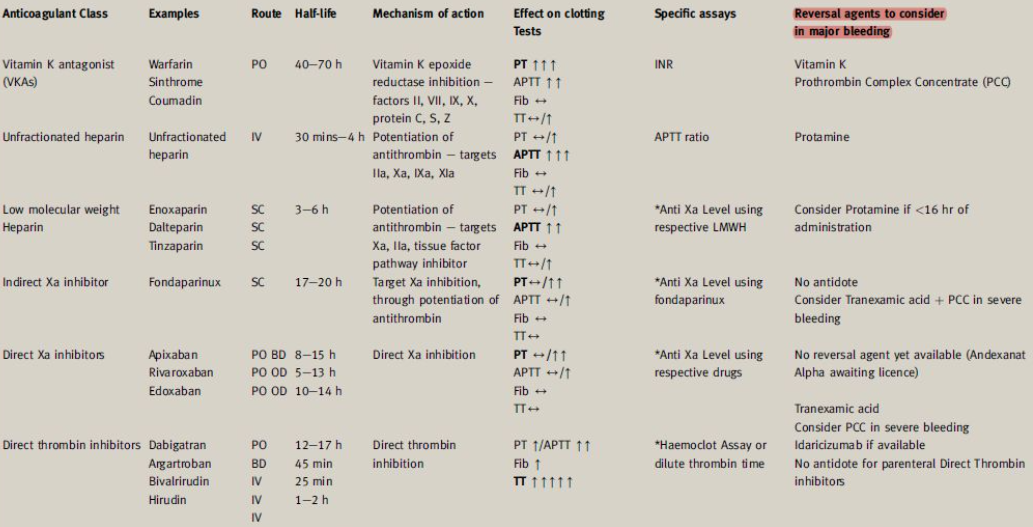 Anticoagulant Class Examples Route Half-life Mechanism of action Effect on clotting Specific assays Reversal agents to consider
Tests in major bleeding
Vitamin K antagonist Warfarin PO 40–70 h Vitamin K epoxide PT ↑↑↑ INR Vitamin K
(VKAs) Sinthrome reductase inhibition – APTT ↑↑ Prothrombin Complex Concentrate (PCC)
Coumadin factors II, VII, IX, X, Fib ↔
protein C, S, Z TT↔/↑
Unfractionated heparin Unfractionated IV 30 mins–4 h Potentiation of PT ↔/↑ APTT ratio Protamine
heparin antithrombin – targets APTT ↑↑↑
IIa, Xa, IXa, XIa Fib ↔
TT ↔/↑
Low molecular weight Enoxaparin SC 3–6 h Potentiation of PT ↔/↑ *Anti Xa Level using Consider Protamine if <16 hr of
Heparin Dalteparin SC antithrombin – targets APTT ↑↑ respective LMWH administration
Tinzaparin SC Xa, IIa, tissue factor Fib ↔
pathway inhibitor TT↔/↑
Indirect Xa inhibitor Fondaparinux SC 17–20 h Target Xa inhibition, PT↔/↑↑ *Anti Xa Level using No antidote
through potentiation of APTT ↔/↑ fondaparinux Consider Tranexamic acid + PCC in severe
antithrombin Fib ↔ bleeding
TT↔
Direct Xa inhibitors Apixaban PO BD 8–15 h Direct Xa inhibition PT ↔/↑↑ *Anti Xa Level using No reversal agent yet available (Andexanat
Rivaroxaban PO OD 5–13 h APTT ↔/↑ respective drugs Alpha awaiting licence)
Edoxaban PO OD 10–14 h Fib ↔
TT↔ Tranexamic acid
Consider PCC in severe bleeding
Direct thrombin inhibitors Dabigatran PO 12–17 h Direct thrombin PT ↑/APTT ↑↑ *Haemoclot Assay or Idaricizumab if available
Argartroban BD 45 min inhibition Fib ↑ dilute thrombin time No antidote for parenteral Direct Thrombin
Bivalrirudin IV 25 min TT ↑↑↑↑↑ inhibitors
Hirudin IV 1–2 h
IV